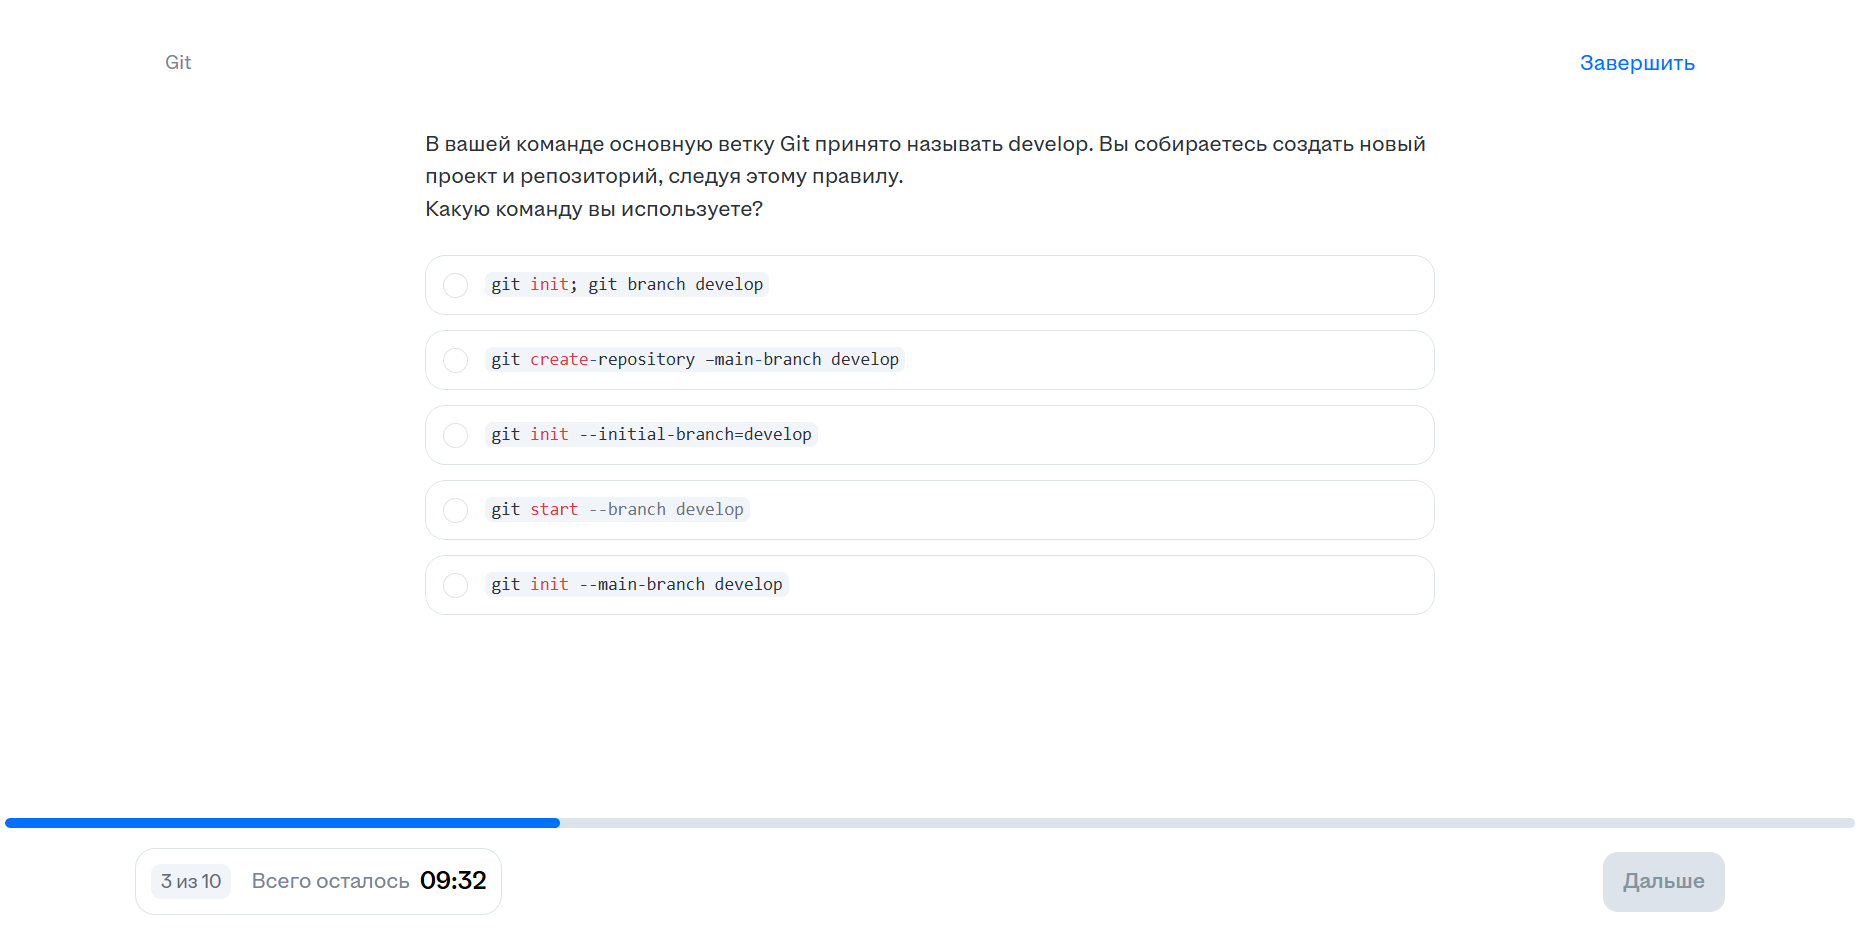 Git
Завершить
В вашей команде основную ветку Git принято называть develop. Вы собираетесь создать новый
проект и репозиторий, следуя этому правилу.
Какую команду вы используете?
git init; git branch develop
git create-repository –main-branch develop
git init --initial-branch=develop
git start --branch develop
git init --main-branch develop
3 из 10
Всего осталось 09:32
Дальше